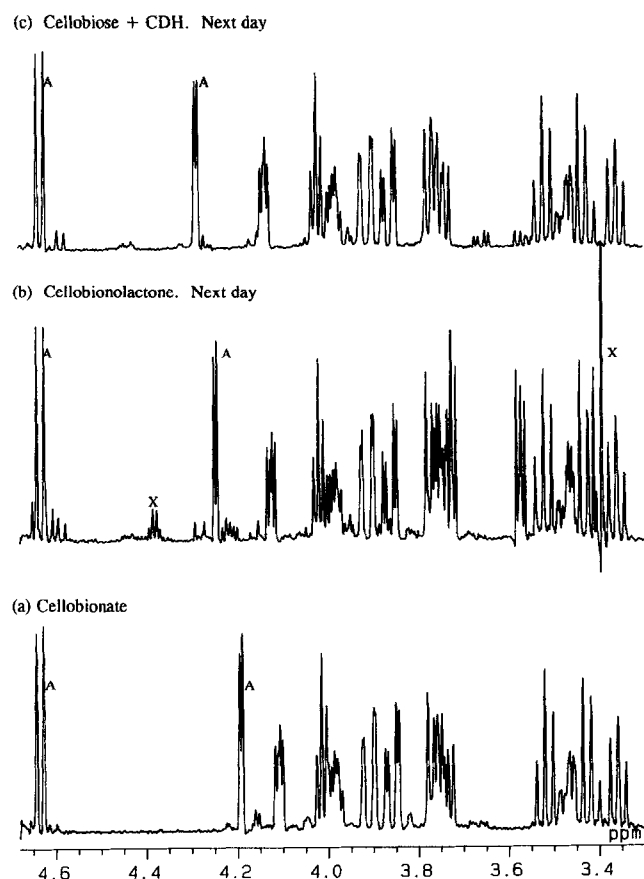 (c) Cellobiose + CDH. Next day
A
A
(b) Cellobionolactone. Next day
A
A
X
X
(a) Cellobionate
A
A
ppm
4.6 4.4 4.2 4.0 3.8 3.6 3.4